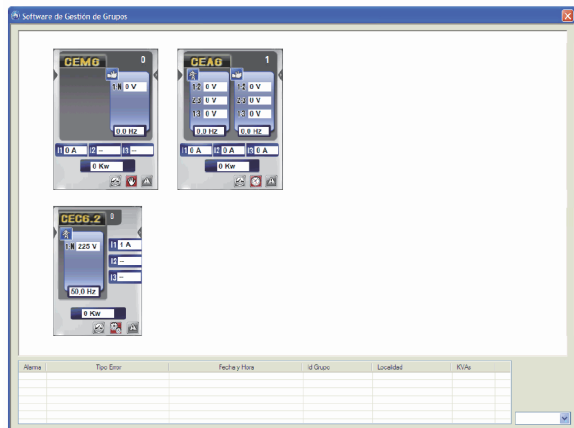 Software de Gestión de Grupos
CEM6 0
1:N 0 V
0,0 Hz
I1 0 A I2 -- I3 --
0 Kw
CEA6 1
1:2 0 V 1:2 0 V
2:3 0 V 2:3 0 V
1:3 0 V 1:3 0 V
0,0 Hz 0,0 Hz
I1 0 A I2 0 A I3 0 A
0 Kw
CEC6.2 0
1:N 225 V I1 1 A
I2 --
I3 --
50,0 Hz
0 Kw
Alarma Tipo Error Fecha y Hora Id Grupo Localidad KVAs